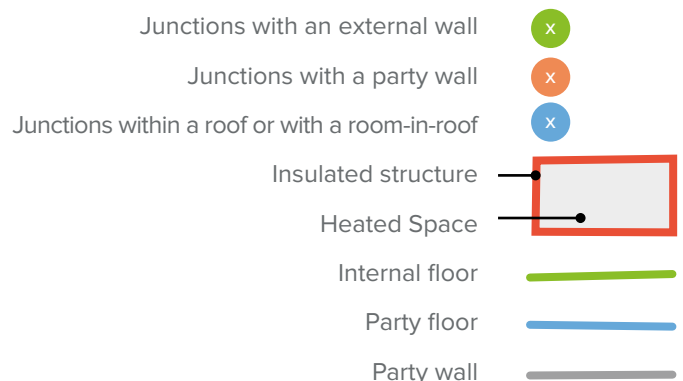 Junctions with an external wall x
Junctions with a party wall x
Junctions within a roof or with a room-in-roof x
Insulated structure
Heated Space
Internal floor
Party floor
Party wall